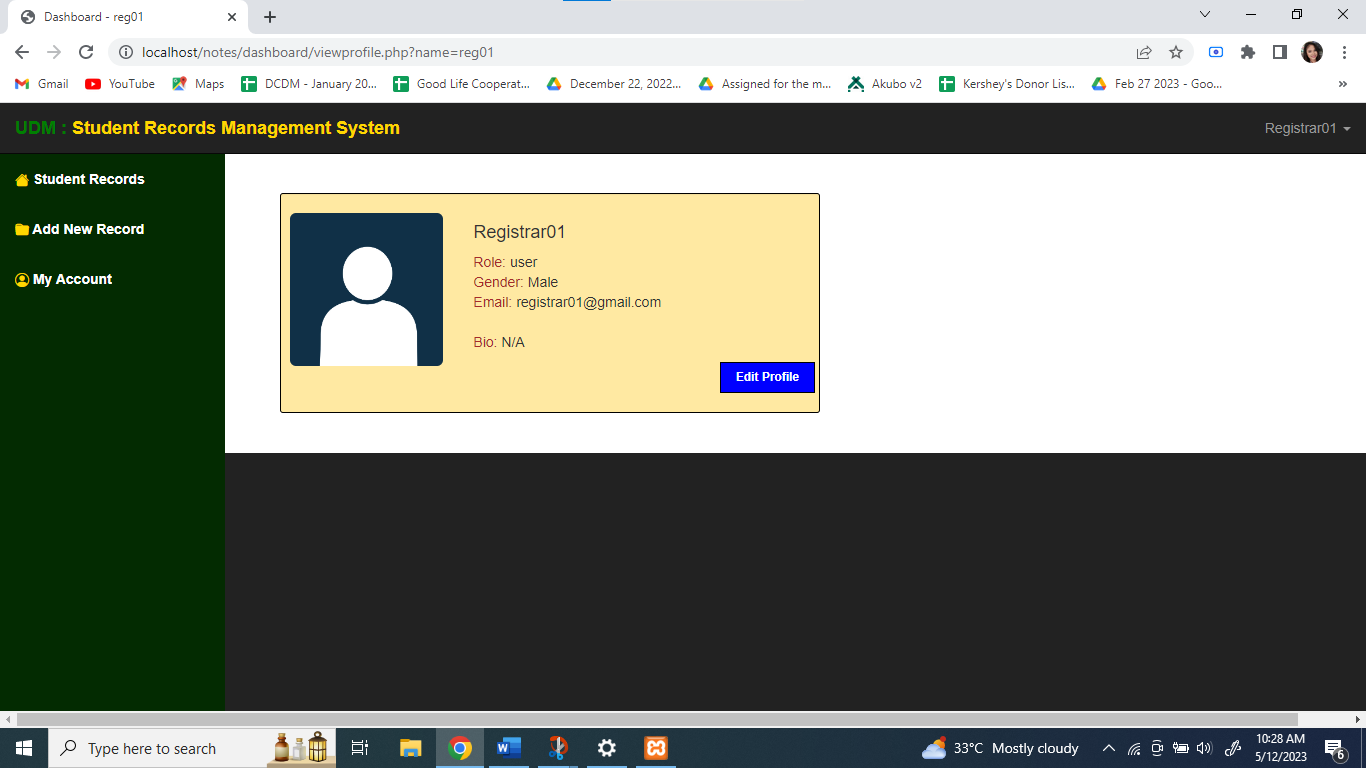 Dashboard - reg01
localhost/notes/dashboard/viewprofile.php?name=reg01
Gmail YouTube Maps DCDM - January 20... Good Life Cooperat... December 22, 2022... Assigned for the m... Akubo v2 Kershey's Donor Lis... Feb 27 2023 - Goo... »
UDM : Student Records Management System Registrar01
Student Records
Add New Record
My Account
Registrar01
Role: user
Gender: Male
Email: registrar01@gmail.com
Bio: N/A
Edit Profile
Type here to search
33°C Mostly cloudy
10:28 AM
5/12/2023
6